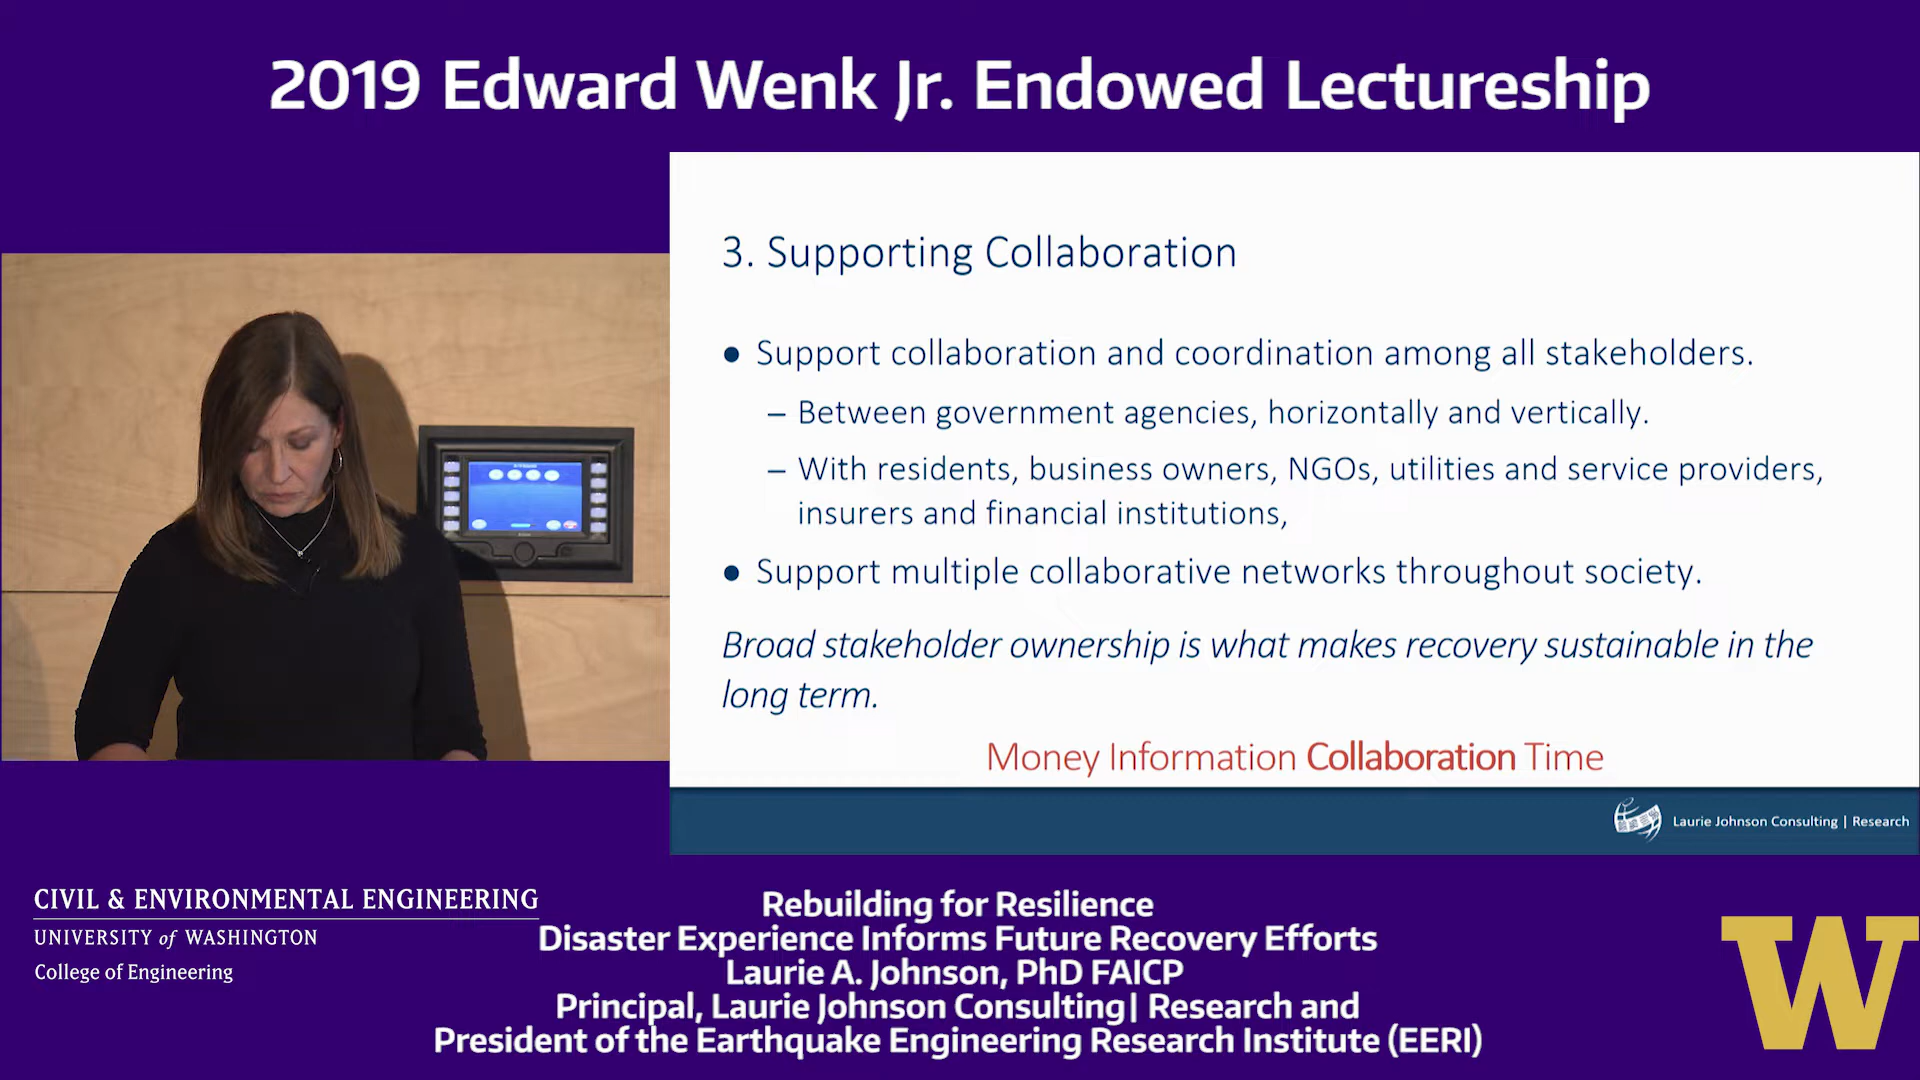 2019 Edward Wenk Jr. Endowed Lectureship
3. Supporting Collaboration
● Support collaboration and coordination among all stakeholders.
– Between government agencies, horizontally and vertically.
– With residents, business owners, NGOs, utilities and service providers,
insurers and financial institutions,
● Support multiple collaborative networks throughout society.
Broad stakeholder ownership is what makes recovery sustainable in the
long term.
Money Information Collaboration Time
Laurie Johnson Consulting | Research
CIVIL & ENVIRONMENTAL ENGINEERING
UNIVERSITY of WASHINGTON
College of Engineering
Rebuilding for Resilience
Disaster Experience Informs Future Recovery Efforts
Laurie A. Johnson, PhD FAICP
Principal, Laurie Johnson Consulting| Research and
President of the Earthquake Engineering Research Institute (EERI)
W